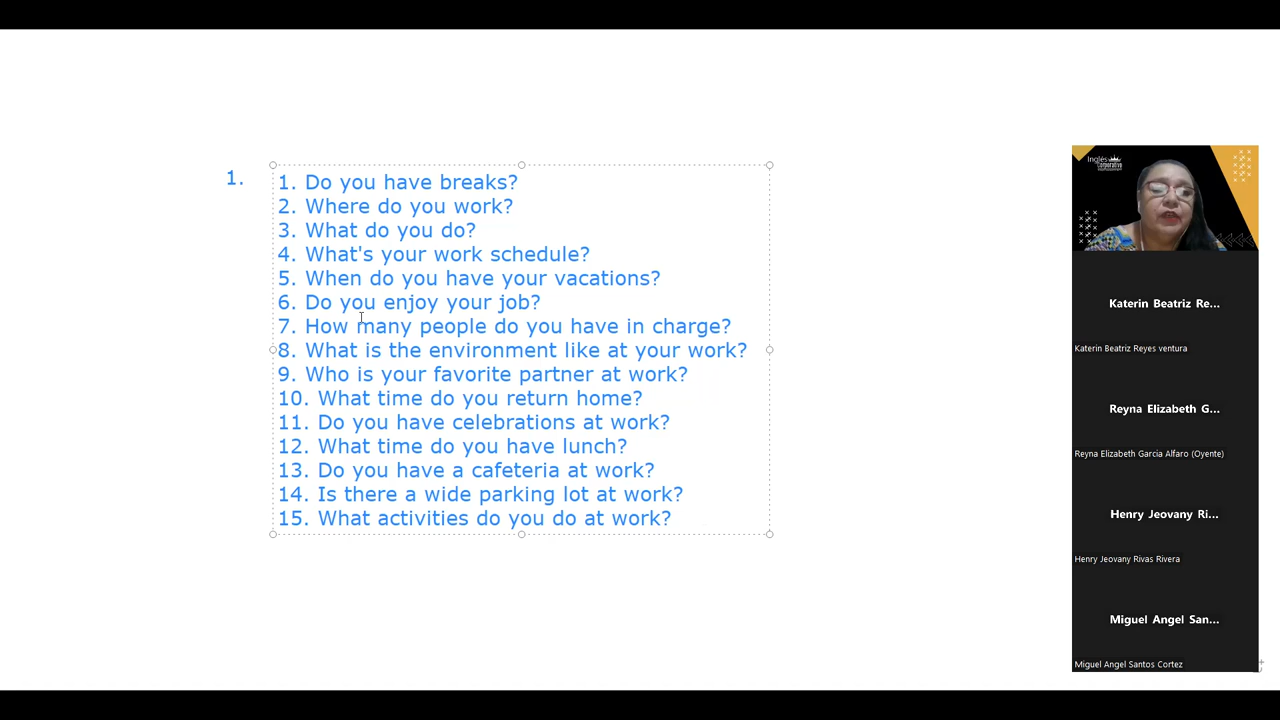 1.
1. Do you have breaks?
2. Where do you work?
3. What do you do?
4. What's your work schedule?
5. When do you have your vacations?
6. Do you enjoy your job?
7. How many people do you have in charge?
8. What is the environment like at your work?
9. Who is your favorite partner at work?
10. What time do you return home?
11. Do you have celebrations at work?
12. What time do you have lunch?
13. Do you have a cafeteria at work?
14. Is there a wide parking lot at work?
15. What activities do you do at work?
Inglés
Corporativo
Katerin Beatriz Re...
Katerin Beatriz Reyes ventura
Reyna Elizabeth G...
Reyna Elizabeth Garcia Alfaro (Oyente)
Henry Jeovany Ri...
Henry Jeovany Rivas Rivera
Miguel Angel San...
Miguel Angel Santos Cortez